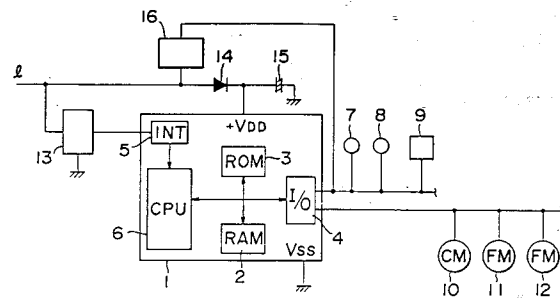 16
ℓ
14
15
+VDD
7
8
9
13
INT
5
ROM
3
CPU
I/O
6
RAM
VSS
4
1
2
CM
FM
FM
10
11
12